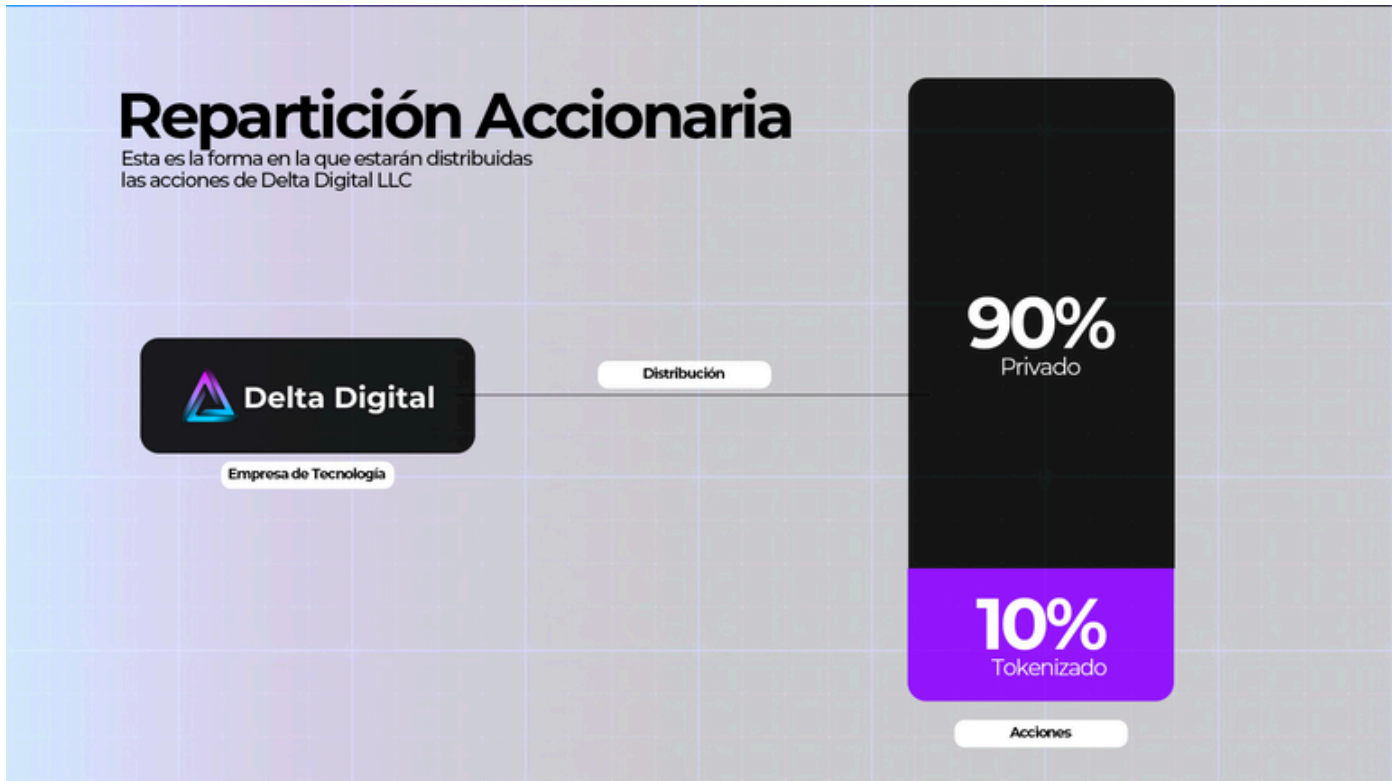 Repartición Accionaria
Esta es la forma en la que estarán distribuidas
las acciones de Delta Digital LLC
Delta Digital
Empresa de Tecnología
Distribución
90%
Privado
10%
Tokenizado
Acciones